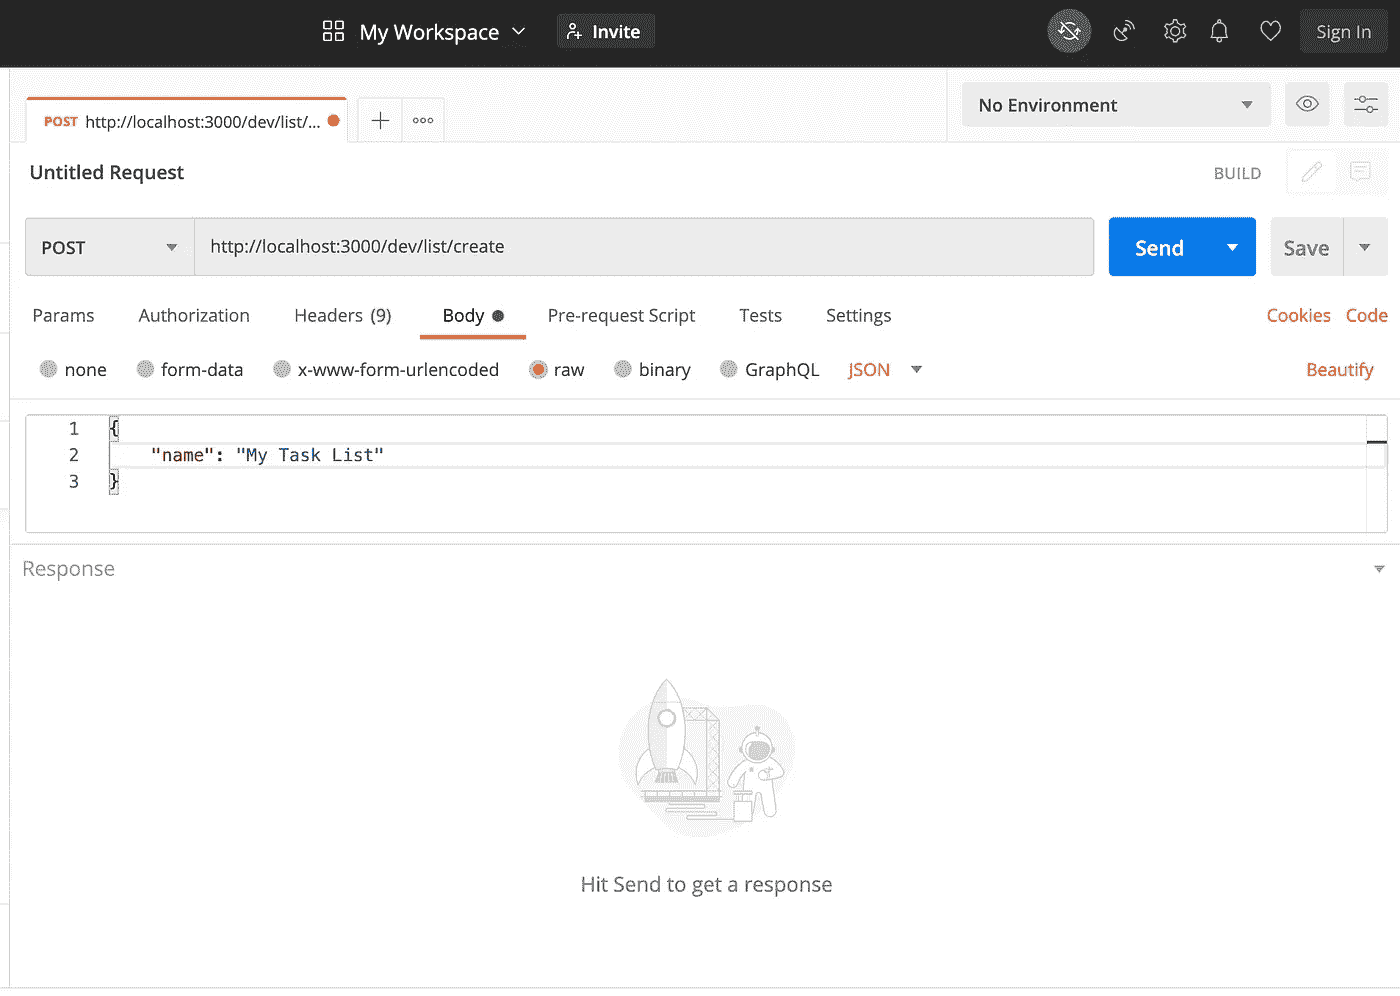 My Workspace Invite Sign In
POST http://localhost:3000/dev/list/... No Environment
Untitled Request BUILD
POST http://localhost:3000/dev/list/create Send Save
Params Authorization Headers (9) Body Pre-request Script Tests Settings Cookies Code
none form-data x-www-form-urlencoded raw binary GraphQL JSON Beautify
1 {
2 "name": "My Task List"
3 }
Response
Hit Send to get a response